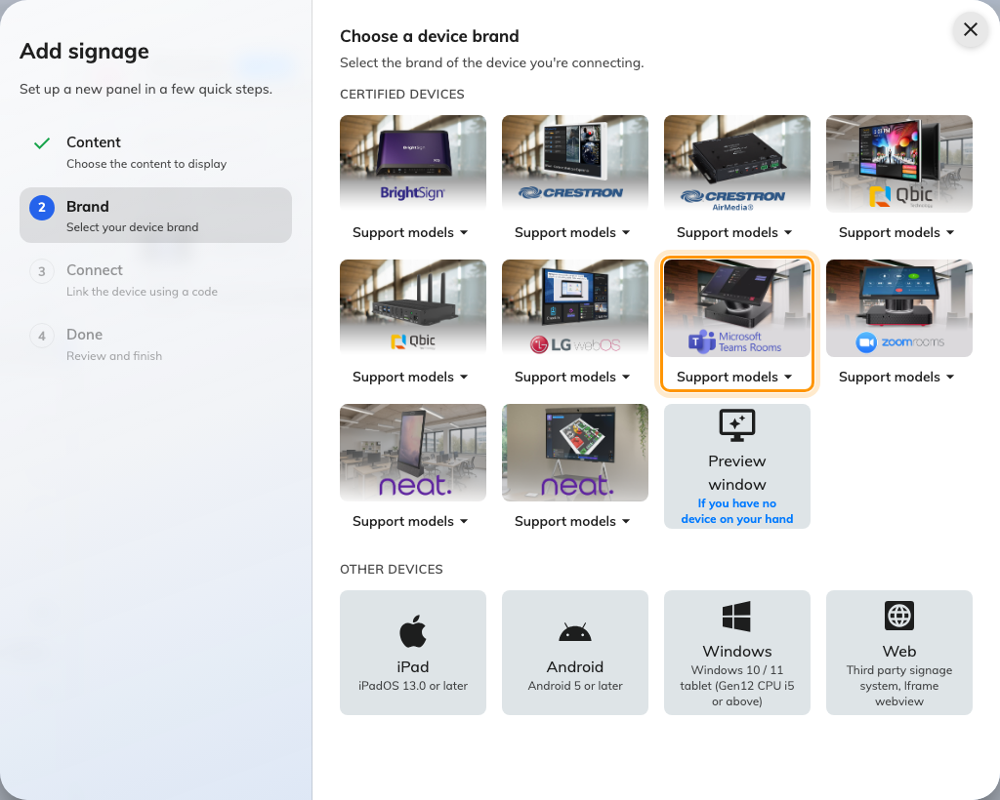 Add signage
Set up a new panel in a few quick steps.
Content
Choose the content to display
2
Brand
Select your device brand
3
Connect
Link the device using a code
4
Done
Review and finish
Choose a device brand
Select the brand of the device you're connecting.
CERTIFIED DEVICES
BrightSign
BrightSign
CRESTRON
CRESTRON
AirMedia®
Qbic
Technology
Support models
Support models
Support models
Support models
Qbic
LG webOS
Microsoft
Teams Rooms
zoomrooms
Support models
Support models
Support models
Support models
neat.
neat.
Preview
window
If you have no
device on your hand
Support models
Support models
OTHER DEVICES
iPad
iPadOS 13.0 or later
Android
Android 5 or later
Windows
Windows 10 / 11
tablet (Gen12 CPU i5
or above)
Web
Third party signage
system, Iframe
webview